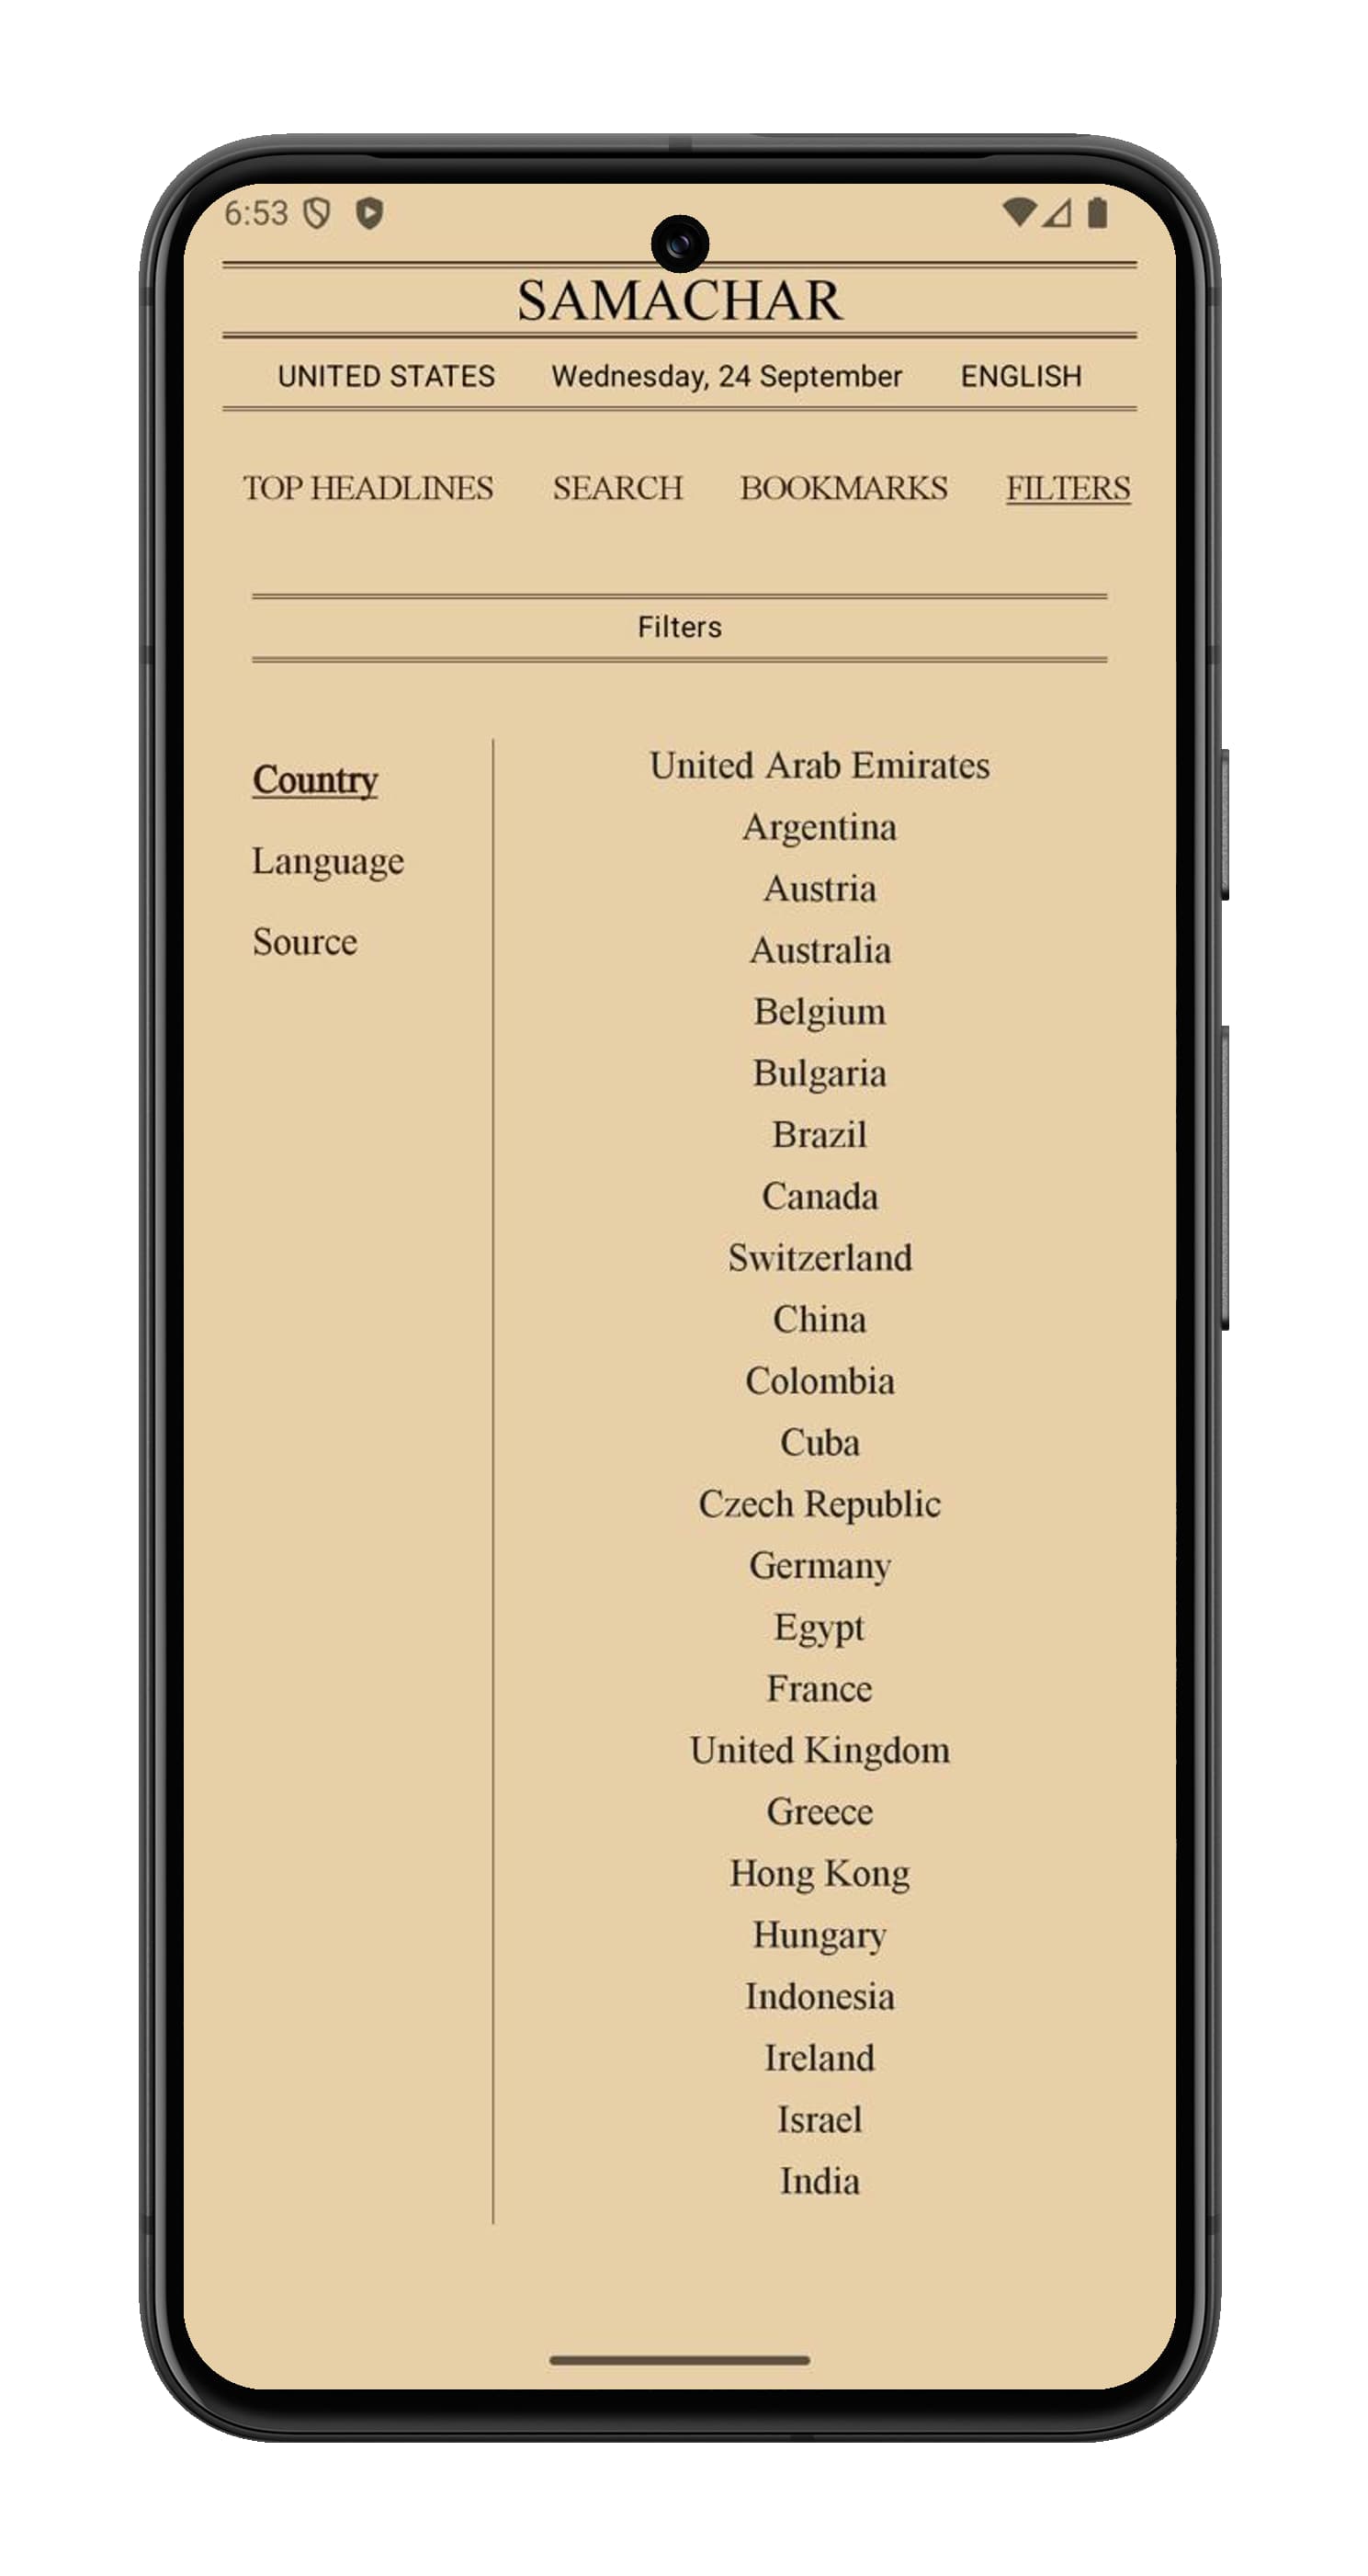 6:53
SAMACHAR
UNITED STATES Wednesday, 24 September ENGLISH
TOP HEADLINES SEARCH BOOKMARKS FILTERS
Filters
Country
Language
Source
United Arab Emirates
Argentina
Austria
Australia
Belgium
Bulgaria
Brazil
Canada
Switzerland
China
Colombia
Cuba
Czech Republic
Germany
Egypt
France
United Kingdom
Greece
Hong Kong
Hungary
Indonesia
Ireland
Israel
India